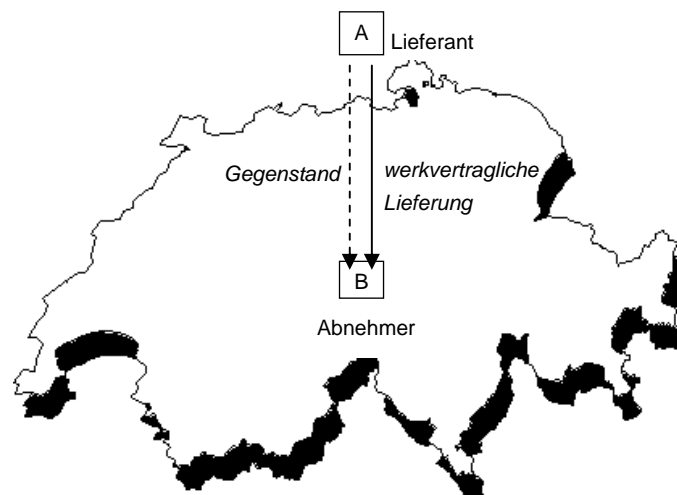 A
Lieferant
Gegenstand
werkvertragliche
Lieferung
B
Abnehmer